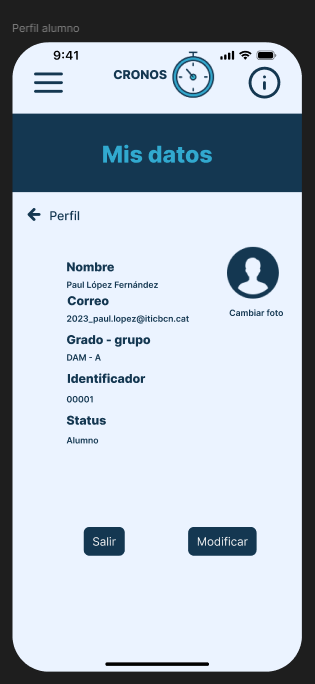 Perfil alumno
9:41
CRONOS
Mis datos
Perfil
Nombre
Paul López Fernández
Correo
2023_paul.lopez@iticbcn.cat
Cambiar foto
Grado - grupo
DAM - A
Identificador
00001
Status
Alumno
Salir
Modificar